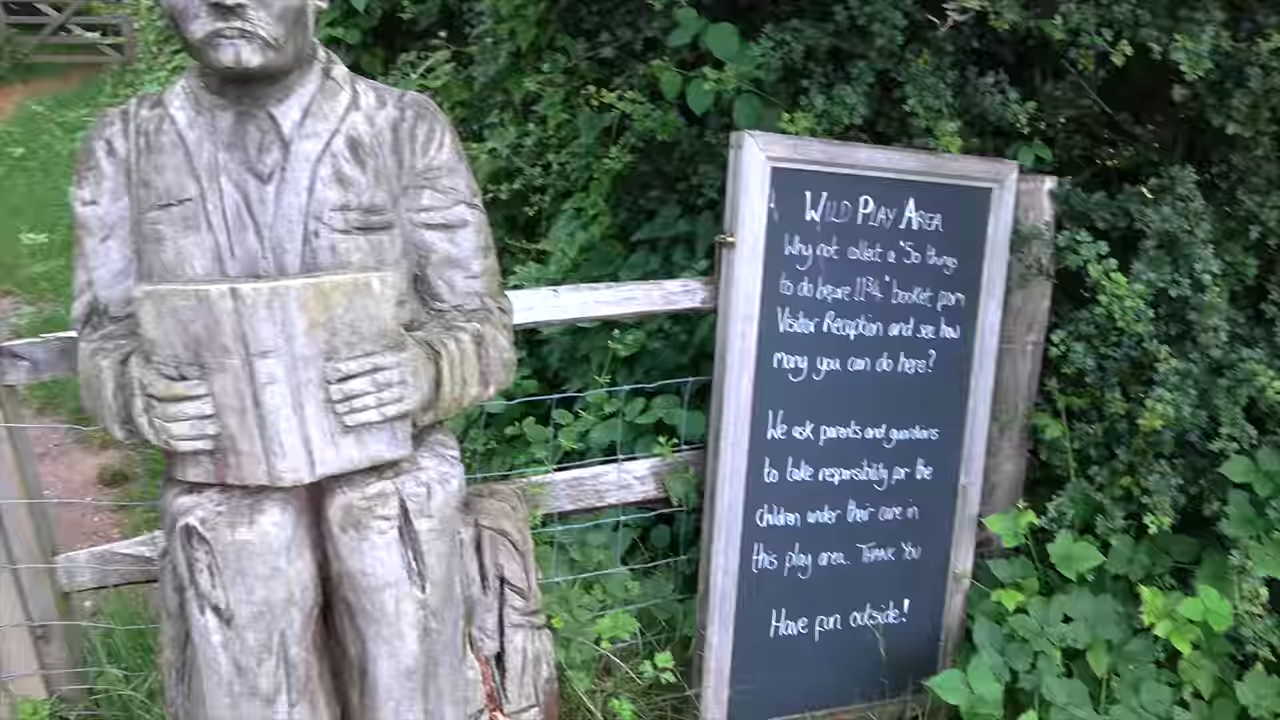 WILD PLAY AREA
Why not collect a "50 things
to do before 11¾" booklet from
Visitor Reception and see how
many you can do here?
We ask parents and guardians
to take responsibility for the
children under their care in
this play area. THANK YOU
Have fun outside!